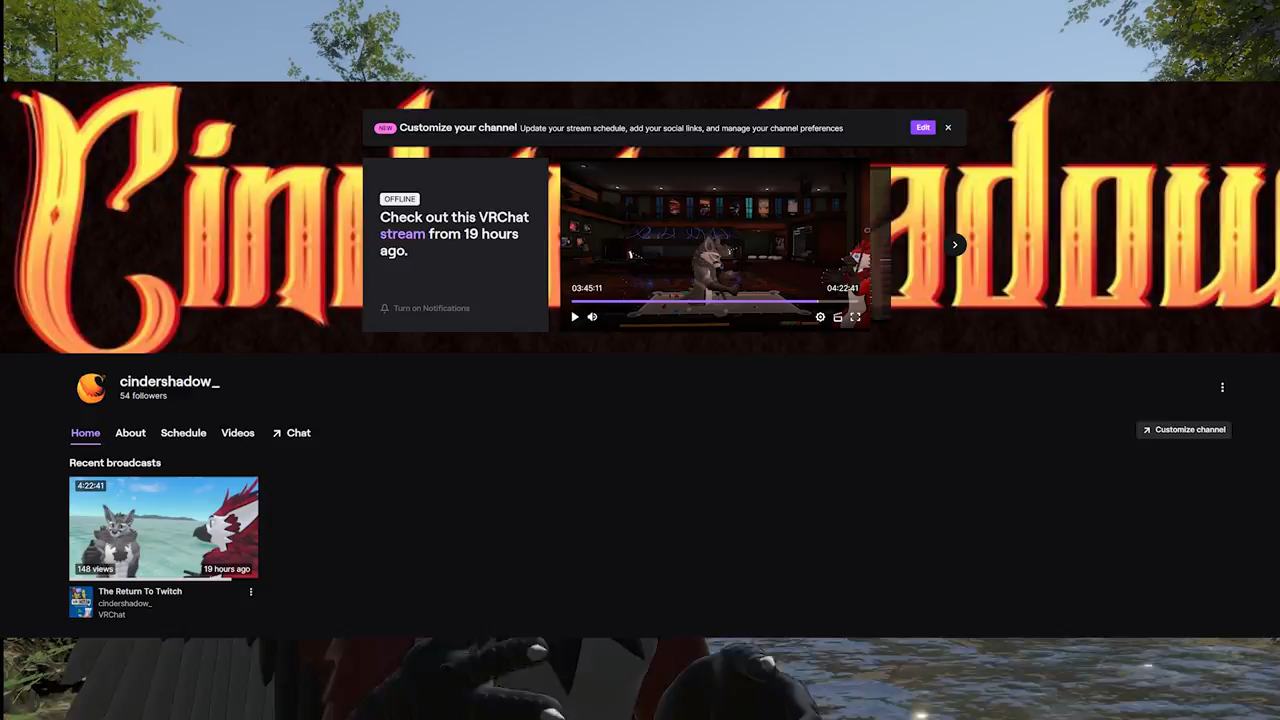 NEW Customize your channel Update your stream schedule, add your social links, and manage your channel preferences Edit
OFFLINE
Check out this VRChat
stream from 19 hours
ago.
Turn on Notifications
03:45:11
04:22:41
cindershadow_
54 followers
Home About Schedule Videos Chat
Customize channel
Recent broadcasts
4:22:41
148 views
19 hours ago
The Return To Twitch
cindershadow_
VRChat